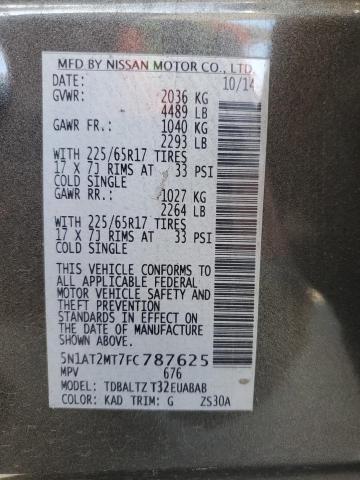 MFD BY NISSAN MOTOR CO., LTD.
DATE: 10/14
GVWR: 2036 KG
4489 LB
GAWR FR.: 1040 KG
2293 LB
WITH 225/65R17 TIRES
17 X 7J RIMS AT 33 PSI
COLD SINGLE
GAWR RR.: 1027 KG
2264 LB
WITH 225/65R17 TIRES
17 X 7J RIMS AT 33 PSI
COLD SINGLE
THIS VEHICLE CONFORMS TO
ALL APPLICABLE FEDERAL
MOTOR VEHICLE SAFETY AND
THEFT PREVENTION
STANDARDS IN EFFECT ON
THE DATE OF MANUFACTURE
SHOWN ABOVE.
5N1AT2MT7FC787625
MPV 676
MODEL: TDBALTZ T32EUABAB
COLOR: KAD TRIM: G ZS30A